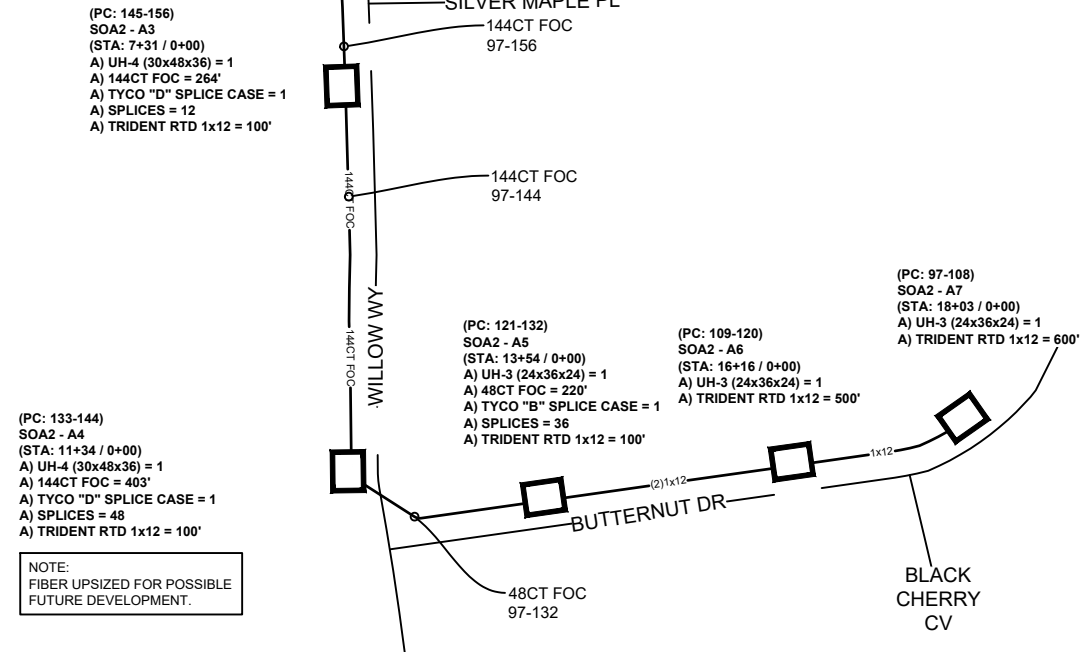 (PC: 145-156)
SOA2 - A3
(STA: 7+31 / 0+00)
A) UH-4 (30x48x36) = 1
A) 144CT FOC = 264'
A) TYCO "D" SPLICE CASE = 1
A) SPLICES = 12
A) TRIDENT RTD 1x12 = 100'
SILVER MAPLE PL
144CT FOC
97-156
144CT FOC
144CT FOC
97-144
WILLOW WY
144CT FOC
(PC: 97-108)
SOA2 - A7
(STA: 18+03 / 0+00)
A) UH-3 (24x36x24) = 1
A) TRIDENT RTD 1x12 = 600'
(PC: 121-132)
SOA2 - A5
(STA: 13+54 / 0+00)
A) UH-3 (24x36x24) = 1
A) 48CT FOC = 220'
A) TYCO "B" SPLICE CASE = 1
A) SPLICES = 36
A) TRIDENT RTD 1x12 = 100'
(PC: 109-120)
SOA2 - A6
(STA: 16+16 / 0+00)
A) UH-3 (24x36x24) = 1
A) TRIDENT RTD 1x12 = 500'
(PC: 133-144)
SOA2 - A4
(STA: 11+34 / 0+00)
A) UH-4 (30x48x36) = 1
A) 144CT FOC = 403'
A) TYCO "D" SPLICE CASE = 1
A) SPLICES = 48
A) TRIDENT RTD 1x12 = 100'
1x12
(2)1x12
BUTTERNUT DR
NOTE:
FIBER UPSIZED FOR POSSIBLE
FUTURE DEVELOPMENT.
48CT FOC
97-132
BLACK
CHERRY
CV